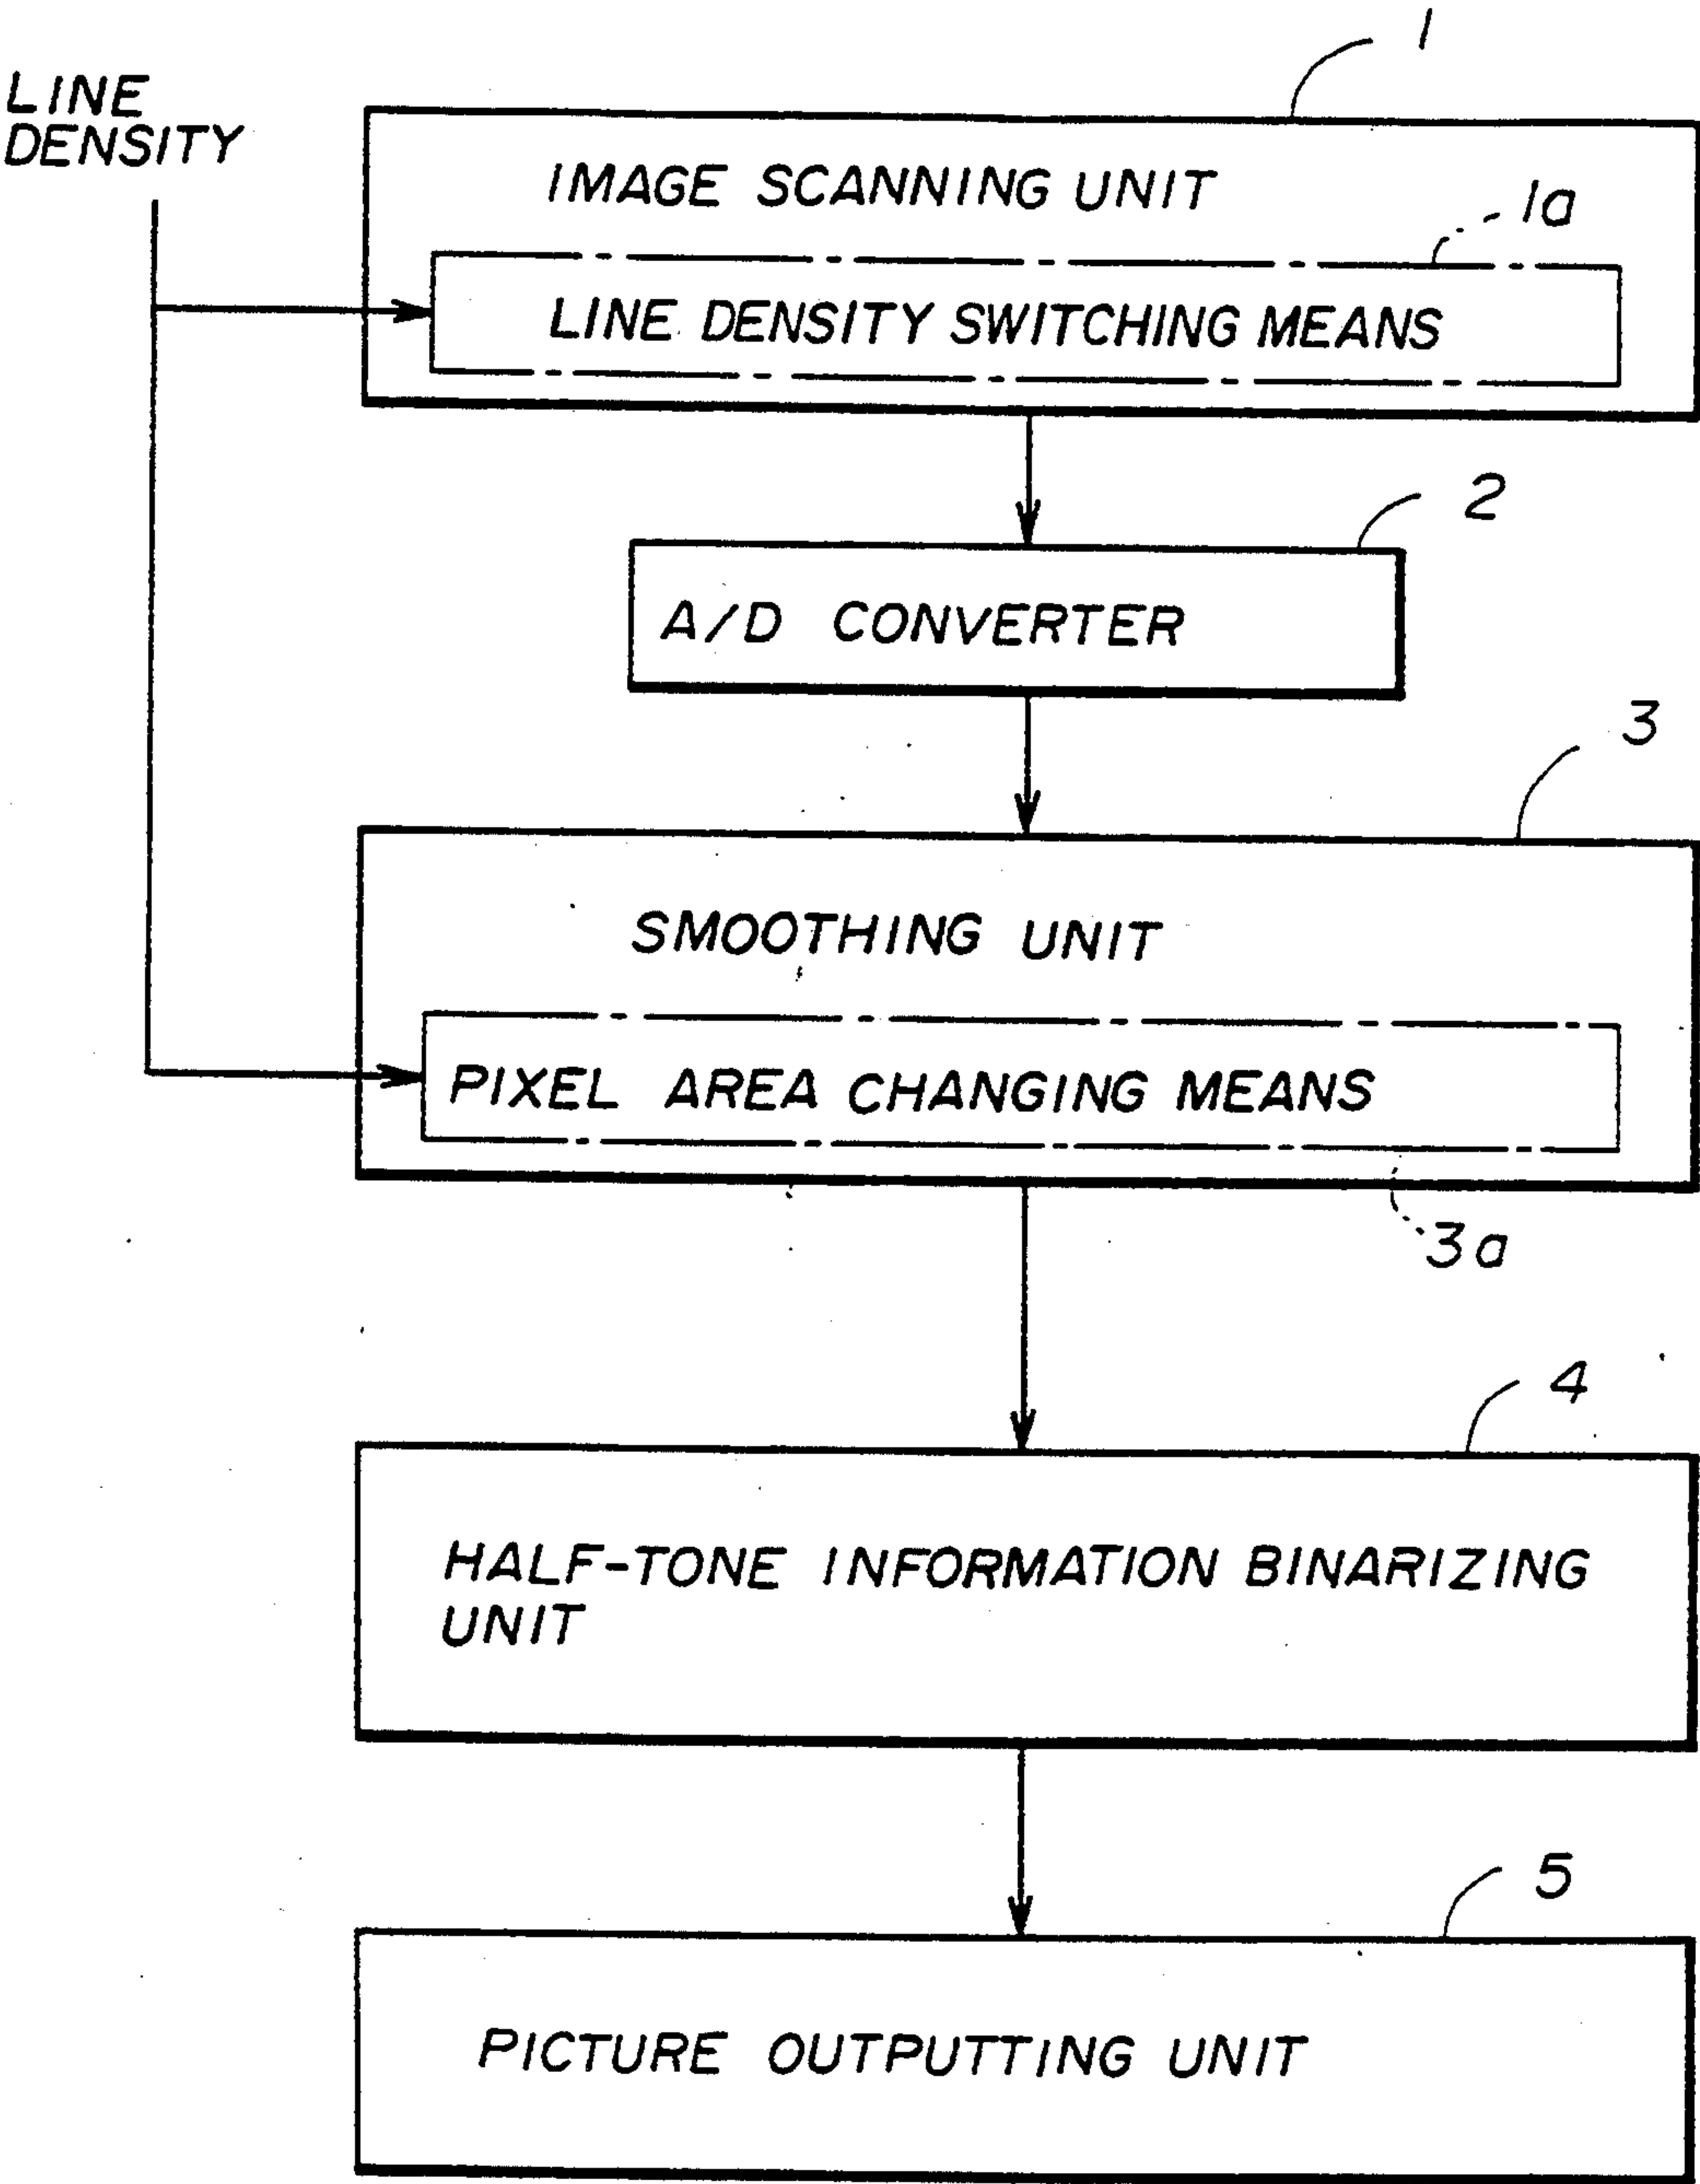 1
LINE
DENSITY
IMAGE SCANNING UNIT
1a
LINE DENSITY SWITCHING MEANS
2
A/D CONVERTER
3
SMOOTHING UNIT
PIXEL AREA CHANGING MEANS
3a
4
HALF-TONE INFORMATION BINARIZING
UNIT
5
PICTURE OUTPUTTING UNIT